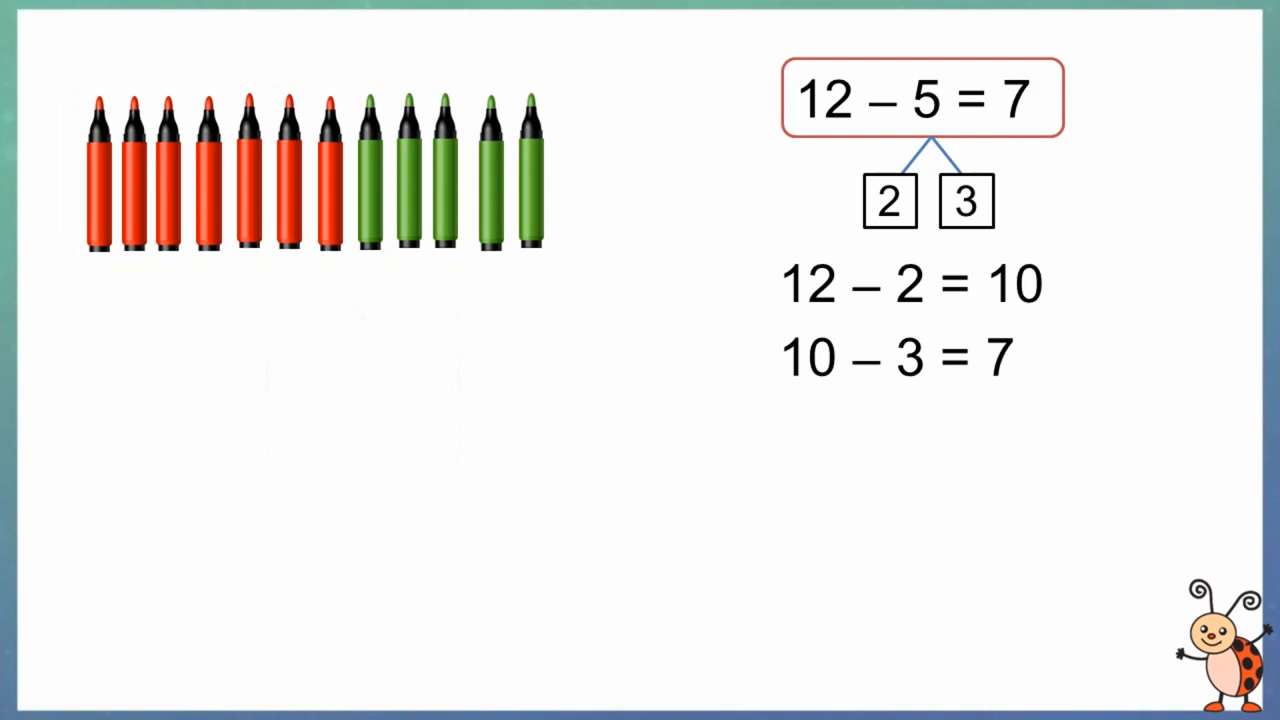 12 – 5 = 7
2 3
12 – 2 = 10
10 – 3 = 7